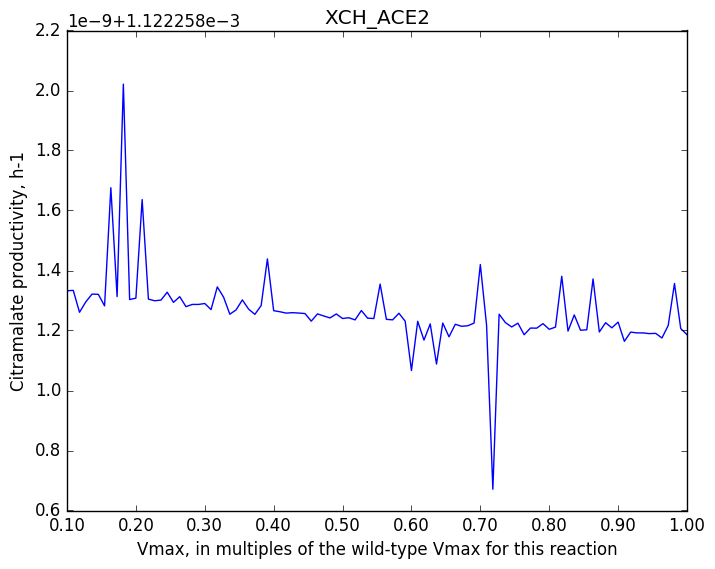 XCH_ACE2
1e−9+1.122258e−3
2.2
2.0
1.8
1.6
1.4
1.2
1.0
0.8
0.6
Citramalate productivity, h-1
0.10 0.20 0.30 0.40 0.50 0.60 0.70 0.80 0.90 1.00
Vmax, in multiples of the wild-type Vmax for this reaction